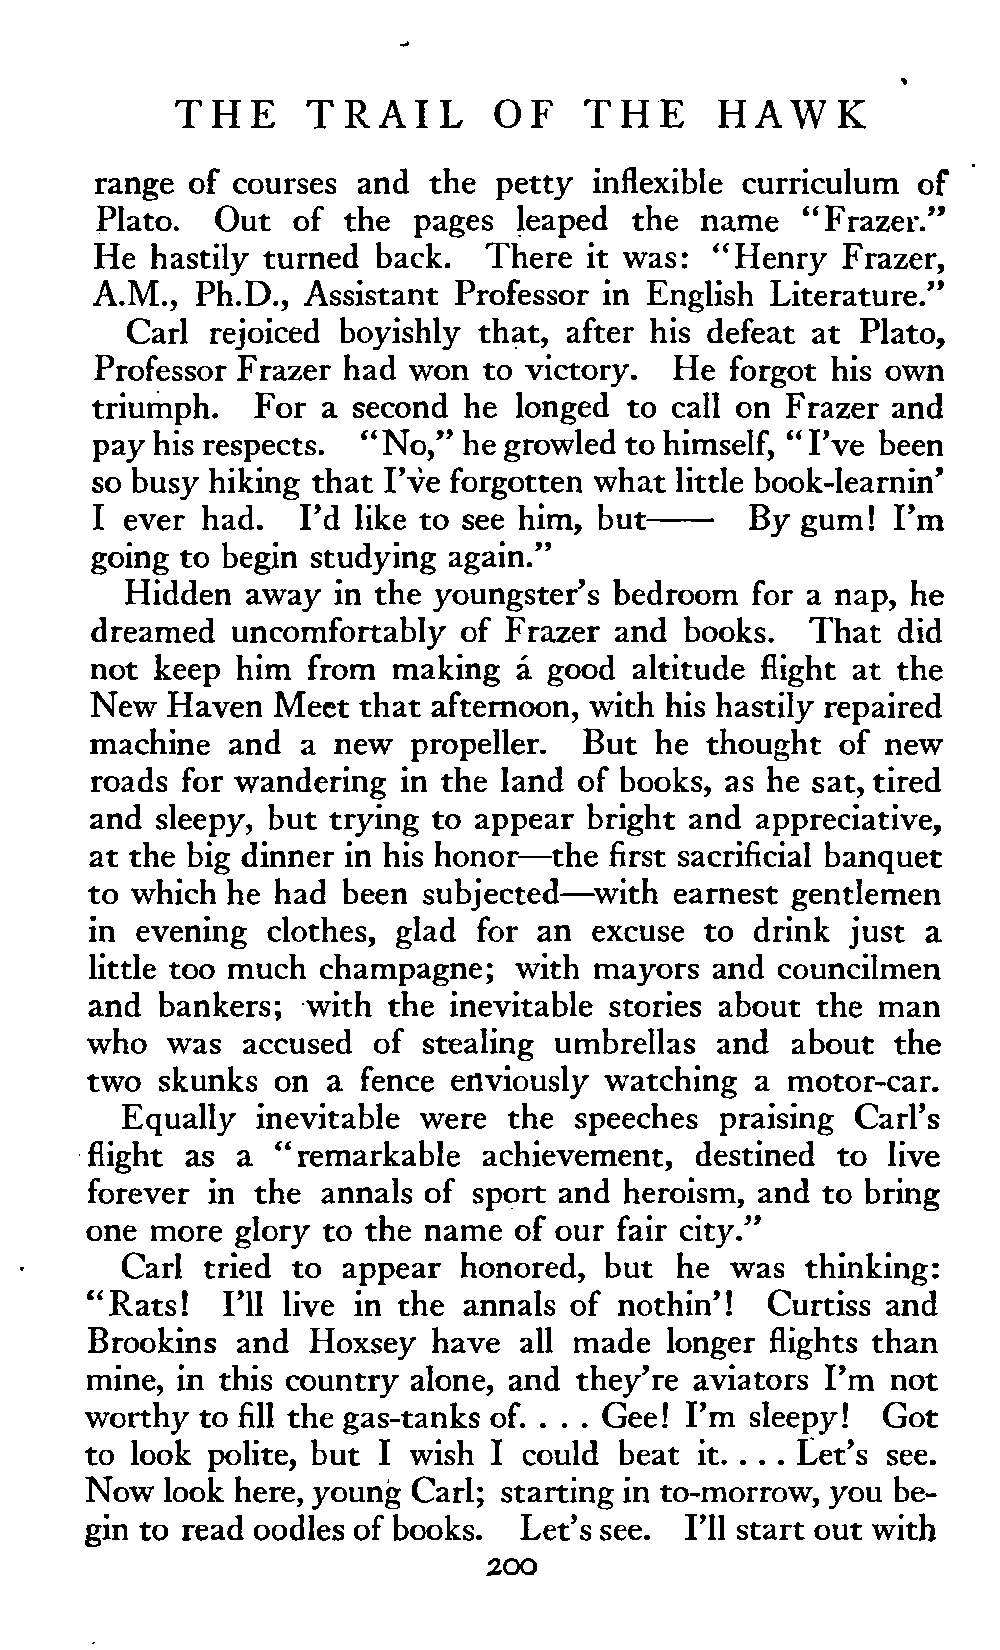 THE TRAIL OF THE HAWK
range of courses and the petty inflexible curriculum of
Plato. Out of the pages leaped the name “Frazer.”
He hastily turned back. There it was: “Henry Frazer,
A.M., Ph.D., Assistant Professor in English Literature.”
Carl rejoiced boyishly that, after his defeat at Plato,
Professor Frazer had won to victory. He forgot his own
triumph. For a second he longed to call on Frazer and
pay his respects. “No,” he growled to himself, “I’ve been
so busy hiking that I’ve forgotten what little book-learnin’
I ever had. I’d like to see him, but—— By gum! I’m
going to begin studying again.”
Hidden away in the youngster’s bedroom for a nap, he
dreamed uncomfortably of Frazer and books. That did
not keep him from making a good altitude flight at the
New Haven Meet that afternoon, with his hastily repaired
machine and a new propeller. But he thought of new
roads for wandering in the land of books, as he sat, tired
and sleepy, but trying to appear bright and appreciative,
at the big dinner in his honor—the first sacrificial banquet
to which he had been subjected—with earnest gentlemen
in evening clothes, glad for an excuse to drink just a
little too much champagne; with mayors and councilmen
and bankers; with the inevitable stories about the man
who was accused of stealing umbrellas and about the
two skunks on a fence enviously watching a motor-car.
Equally inevitable were the speeches praising Carl’s
flight as a “remarkable achievement, destined to live
forever in the annals of sport and heroism, and to bring
one more glory to the name of our fair city.”
Carl tried to appear honored, but he was thinking:
“Rats! I’ll live in the annals of nothin’! Curtiss and
Brookins and Hoxsey have all made longer flights than
mine, in this country alone, and they’re aviators I’m not
worthy to fill the gas-tanks of. . . . Gee! I’m sleepy! Got
to look polite, but I wish I could beat it. . . . Let’s see.
Now look here, young Carl; starting in to-morrow, you be-
gin to read oodles of books. Let’s see. I’ll start out with
200